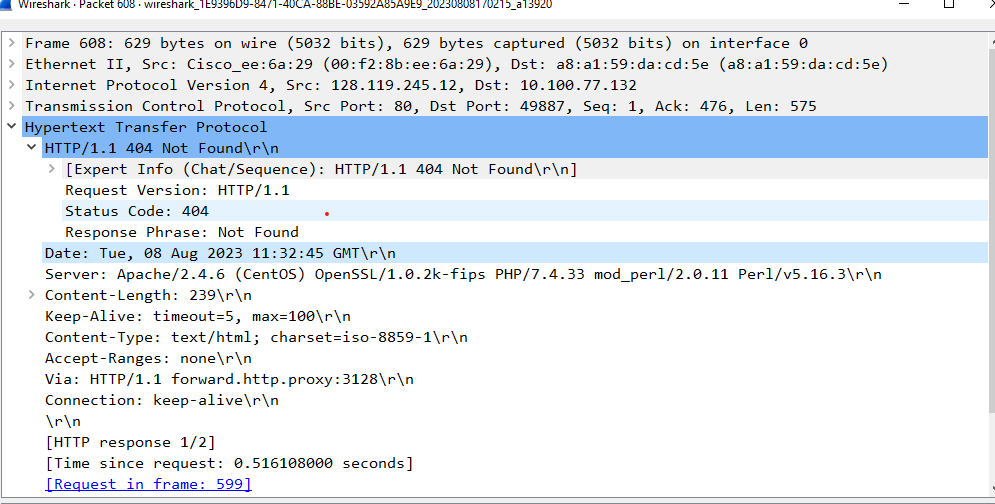 Wireshark · Packet 608 · wireshark_1E9396D9-8471-40CA-88BE-03592A85A9E9_20230808170215_a13920
Frame 608: 629 bytes on wire (5032 bits), 629 bytes captured (5032 bits) on interface 0
Ethernet II, Src: Cisco_ee:6a:29 (00:f2:8b:ee:6a:29), Dst: a8:a1:59:da:cd:5e (a8:a1:59:da:cd:5e)
Internet Protocol Version 4, Src: 128.119.245.12, Dst: 10.100.77.132
Transmission Control Protocol, Src Port: 80, Dst Port: 49887, Seq: 1, Ack: 476, Len: 575
Hypertext Transfer Protocol
HTTP/1.1 404 Not Found\r\n
[Expert Info (Chat/Sequence): HTTP/1.1 404 Not Found\r\n]
Request Version: HTTP/1.1
Status Code: 404
Response Phrase: Not Found
Date: Tue, 08 Aug 2023 11:32:45 GMT\r\n
Server: Apache/2.4.6 (CentOS) OpenSSL/1.0.2k-fips PHP/7.4.33 mod_perl/2.0.11 Perl/v5.16.3\r\n
Content-Length: 239\r\n
Keep-Alive: timeout=5, max=100\r\n
Content-Type: text/html; charset=iso-8859-1\r\n
Accept-Ranges: none\r\n
Via: HTTP/1.1 forward.http.proxy:3128\r\n
Connection: keep-alive\r\n
\r\n
[HTTP response 1/2]
[Time since request: 0.516108000 seconds]
[Request in frame: 599]